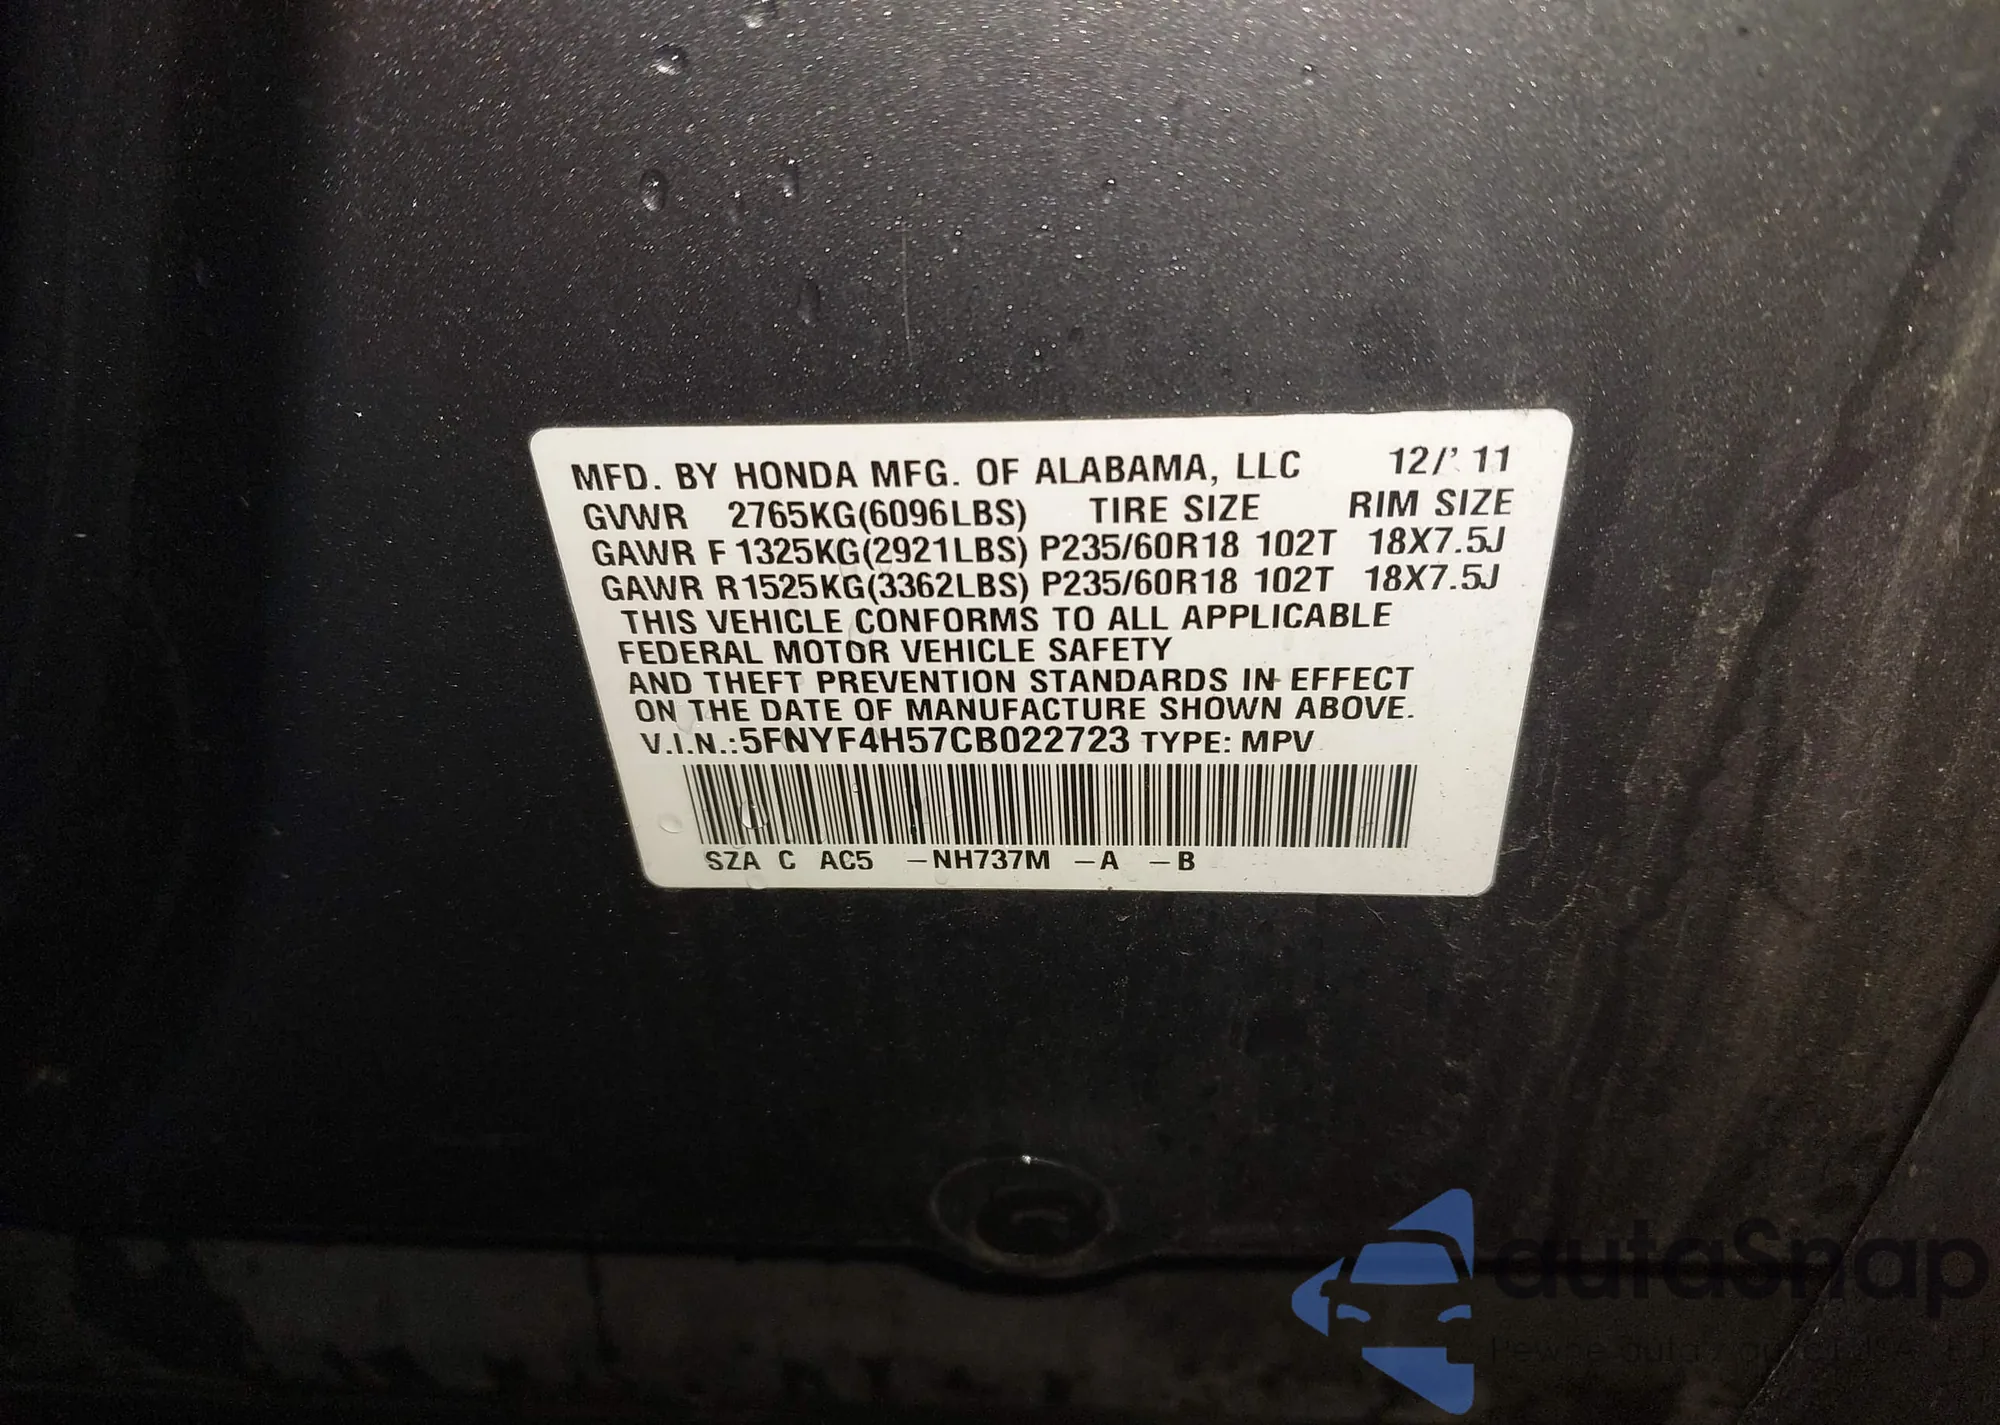 MFD. BY HONDA MFG. OF ALABAMA, LLC 12/'11
GVWR 2765KG(6096LBS) TIRE SIZE RIM SIZE
GAWR F 1325KG(2921LBS) P235/60R18 102T 18X7.5J
GAWR R1525KG(3362LBS) P235/60R18 102T 18X7.5J
THIS VEHICLE CONFORMS TO ALL APPLICABLE
FEDERAL MOTOR VEHICLE SAFETY
AND THEFT PREVENTION STANDARDS IN EFFECT
ON THE DATE OF MANUFACTURE SHOWN ABOVE.
V.I.N.:5FNYF4H57CB022723 TYPE: MPV
SZA C AC5 -NH737M -A -B
autaSnap